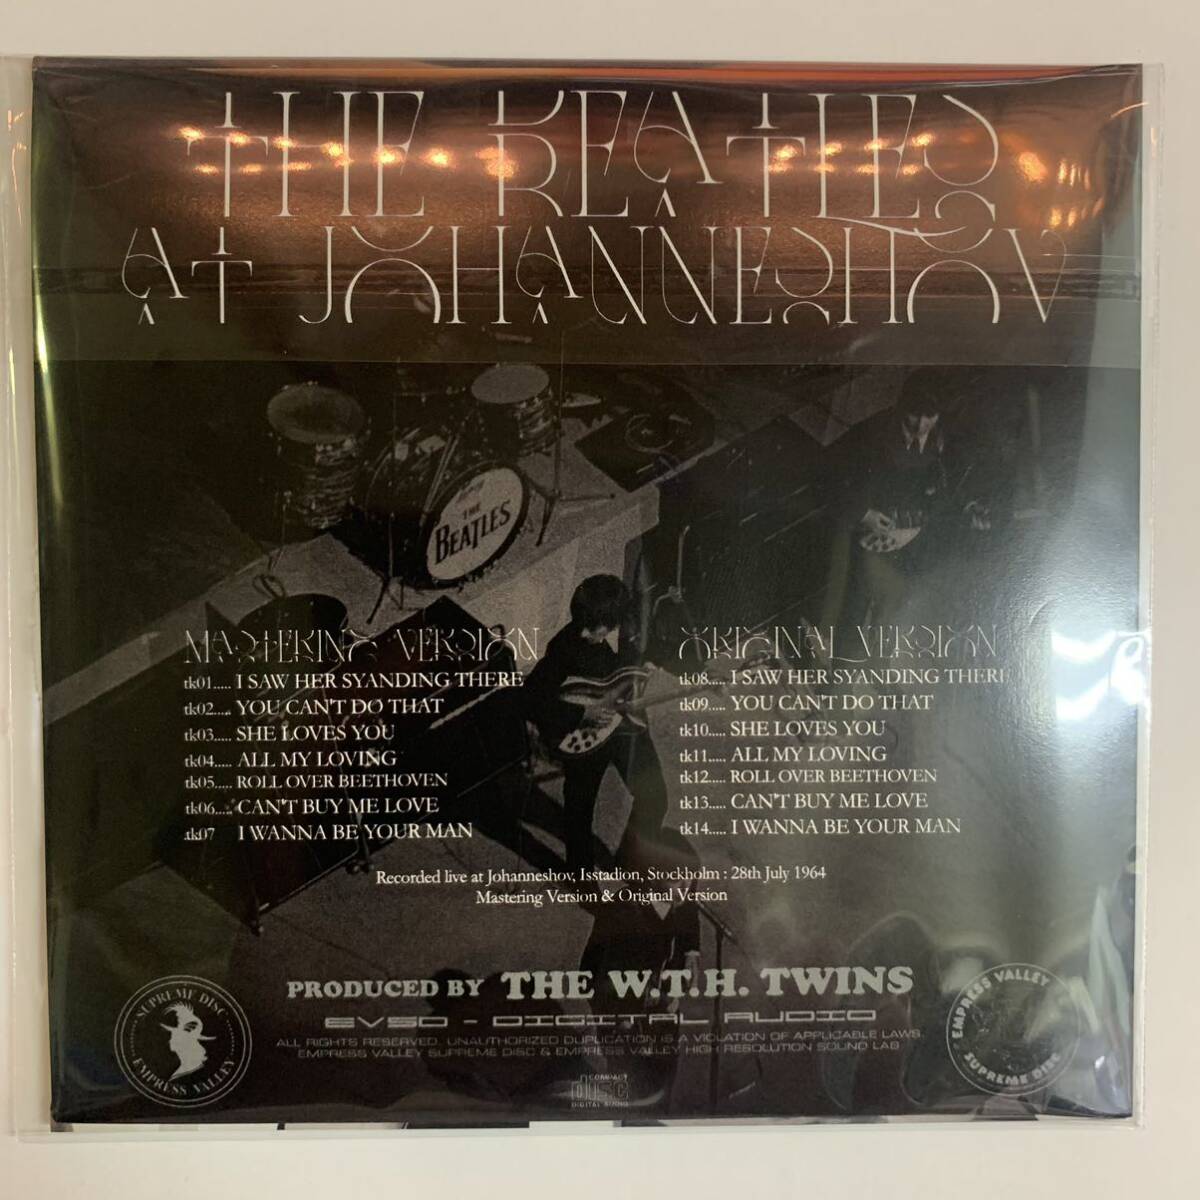 THE BEATLES
AT JOHANNESHOV
Ludwig
THE
BEATLES
MASTERING VERSION
tk01..... I SAW HER SYANDING THERE
tk02..... YOU CAN'T DO THAT
tk03..... SHE LOVES YOU
tk04..... ALL MY LOVING
tk05..... ROLL OVER BEETHOVEN
tk06..... CAN'T BUY ME LOVE
tk07 I WANNA BE YOUR MAN
ORIGINAL VERSION
tk08..... I SAW HER SYANDING THERE
tk09..... YOU CAN'T DO THAT
tk10..... SHE LOVES YOU
tk11..... ALL MY LOVING
tk12..... ROLL OVER BEETHOVEN
tk13..... CAN'T BUY ME LOVE
tk14..... I WANNA BE YOUR MAN
Recorded live at Johanneshov, Isstadion, Stockholm : 28th July 1964
Mastering Version & Original Version
PRODUCED BY THE W.T.H. TWINS
EVSD - DIGITAL AUDIO
ALL RIGHTS RESERVED. UNAUTHORIZED DUPLICATION IS A VIOLATION OF APPLICABLE LAWS.
EMPRESS VALLEY SUPREME DISC & EMPRESS VALLEY HIGH RESOLUTION SOUND LAB
SUPREME DISC
EMPRESS VALLEY
EMPRESS VALLEY
SUPREME DISC
COMPACT
disc
DIGITAL AUDIO